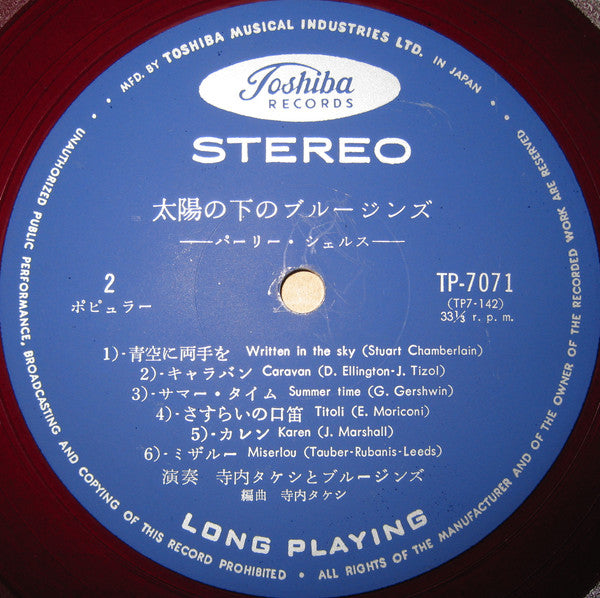 MFD. BY TOSHIBA MUSICAL INDUSTRIES LTD. IN JAPAN
Toshiba
RECORDS
STEREO
太陽の下のブルージンズ
パーリー・シェルス
2
ポピュラー
TP-7071
(TP7-142)
33⅓ r. p. m.
1)-青空に両手を Written in the sky (Stuart Chamberlain)
2)-キャラバン Caravan (D. Ellington-J. Tizol)
3)-サマー・タイム Summer time (G. Gershwin)
4)-さすらいの口笛 Titoli (E. Moriconi)
5)-カレン Karen (J. Marshall)
6)-ミザルー Miserlou (Tauber-Rubanis-Leeds)
演奏 寺内タケシとブルージンズ
編曲 寺内タケシ
LONG PLAYING
UNAUTHORIZED PUBLIC PERFORMANCE, BROADCASTING AND COPYING OF THIS RECORD PROHIBITED • ALL RIGHTS OF THE MANUFACTURER AND OF THE OWNER OF THE RECORDED WORK ARE RESERVED